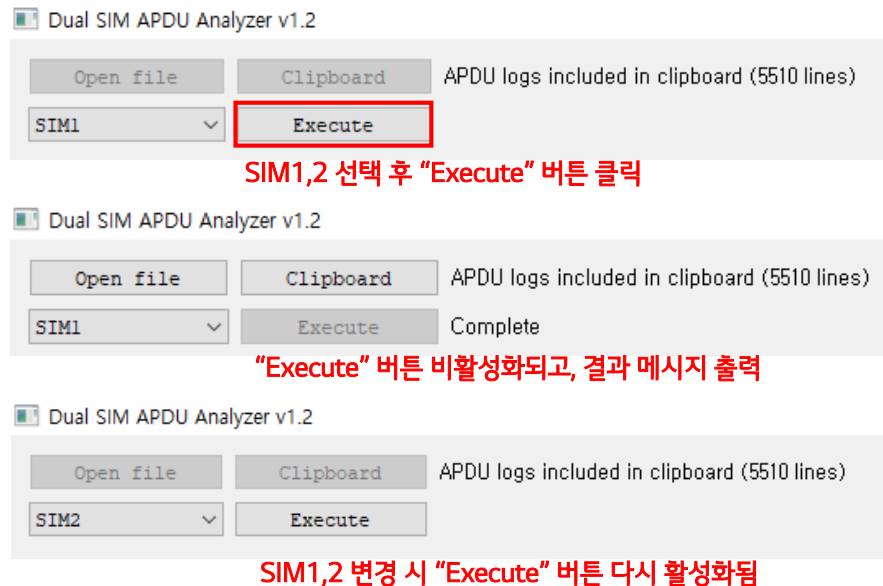 Dual SIM APDU Analyzer v1.2
Open file Clipboard APDU logs included in clipboard (5510 lines)
SIM1 Execute
SIM1,2 선택 후 “Execute” 버튼 클릭
Dual SIM APDU Analyzer v1.2
Open file Clipboard APDU logs included in clipboard (5510 lines)
SIM1 Execute Complete
“Execute” 버튼 비활성화되고, 결과 메시지 출력
Dual SIM APDU Analyzer v1.2
Open file Clipboard APDU logs included in clipboard (5510 lines)
SIM2 Execute
SIM1,2 변경 시 “Execute” 버튼 다시 활성화됨